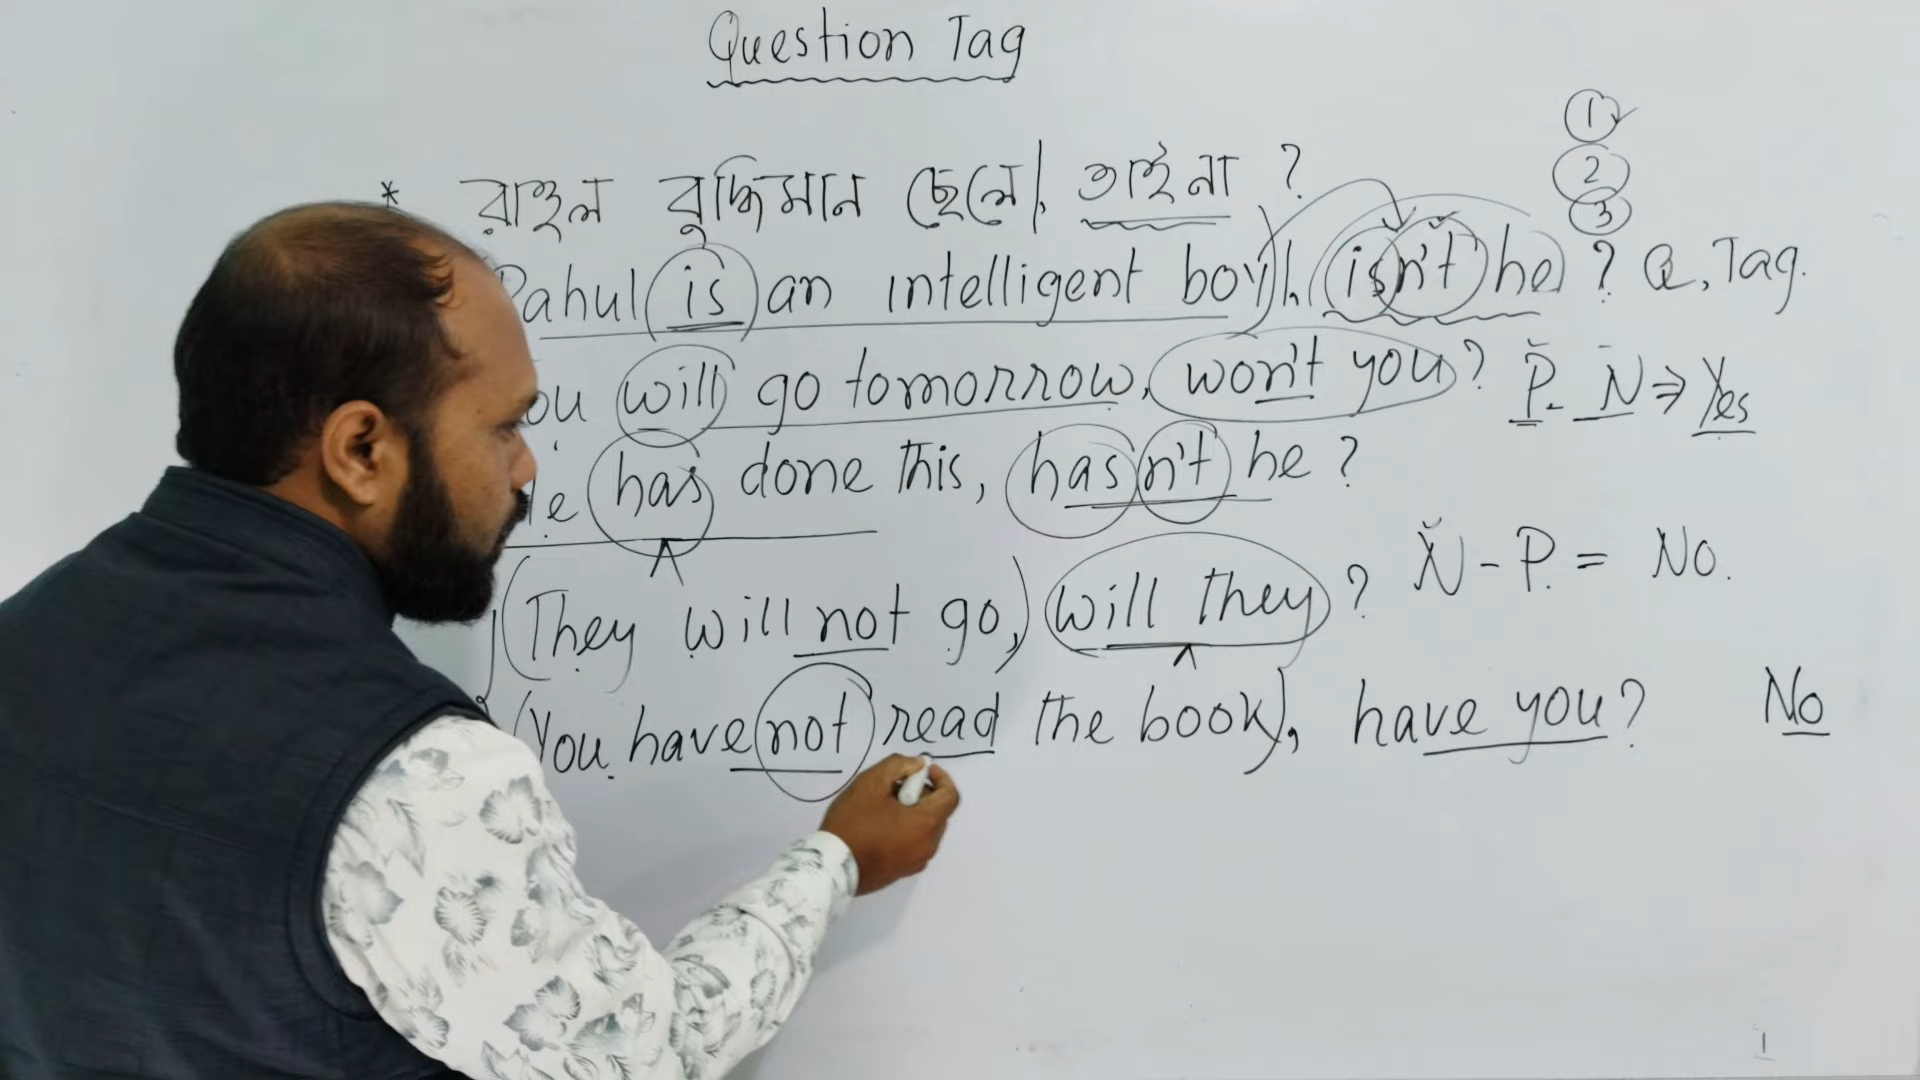 Question Tag
1
2
3
* রাহুল বুদ্ধিমান ছেলে, তাই না ?
Rahul is an intelligent boy, isn't he ? Q. Tag.
ou will go tomorrow, won't you ? P - N ⇒ Yes
He has done this, hasn't he ?
They will not go, will they ? N - P = No.
You have not read the book, have you ? No